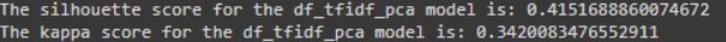 The silhouette score for the df_tfidf_pca model is: 0.4151688860074672
The kappa score for the df_tfidf_pca model is: 0.3420083476552911